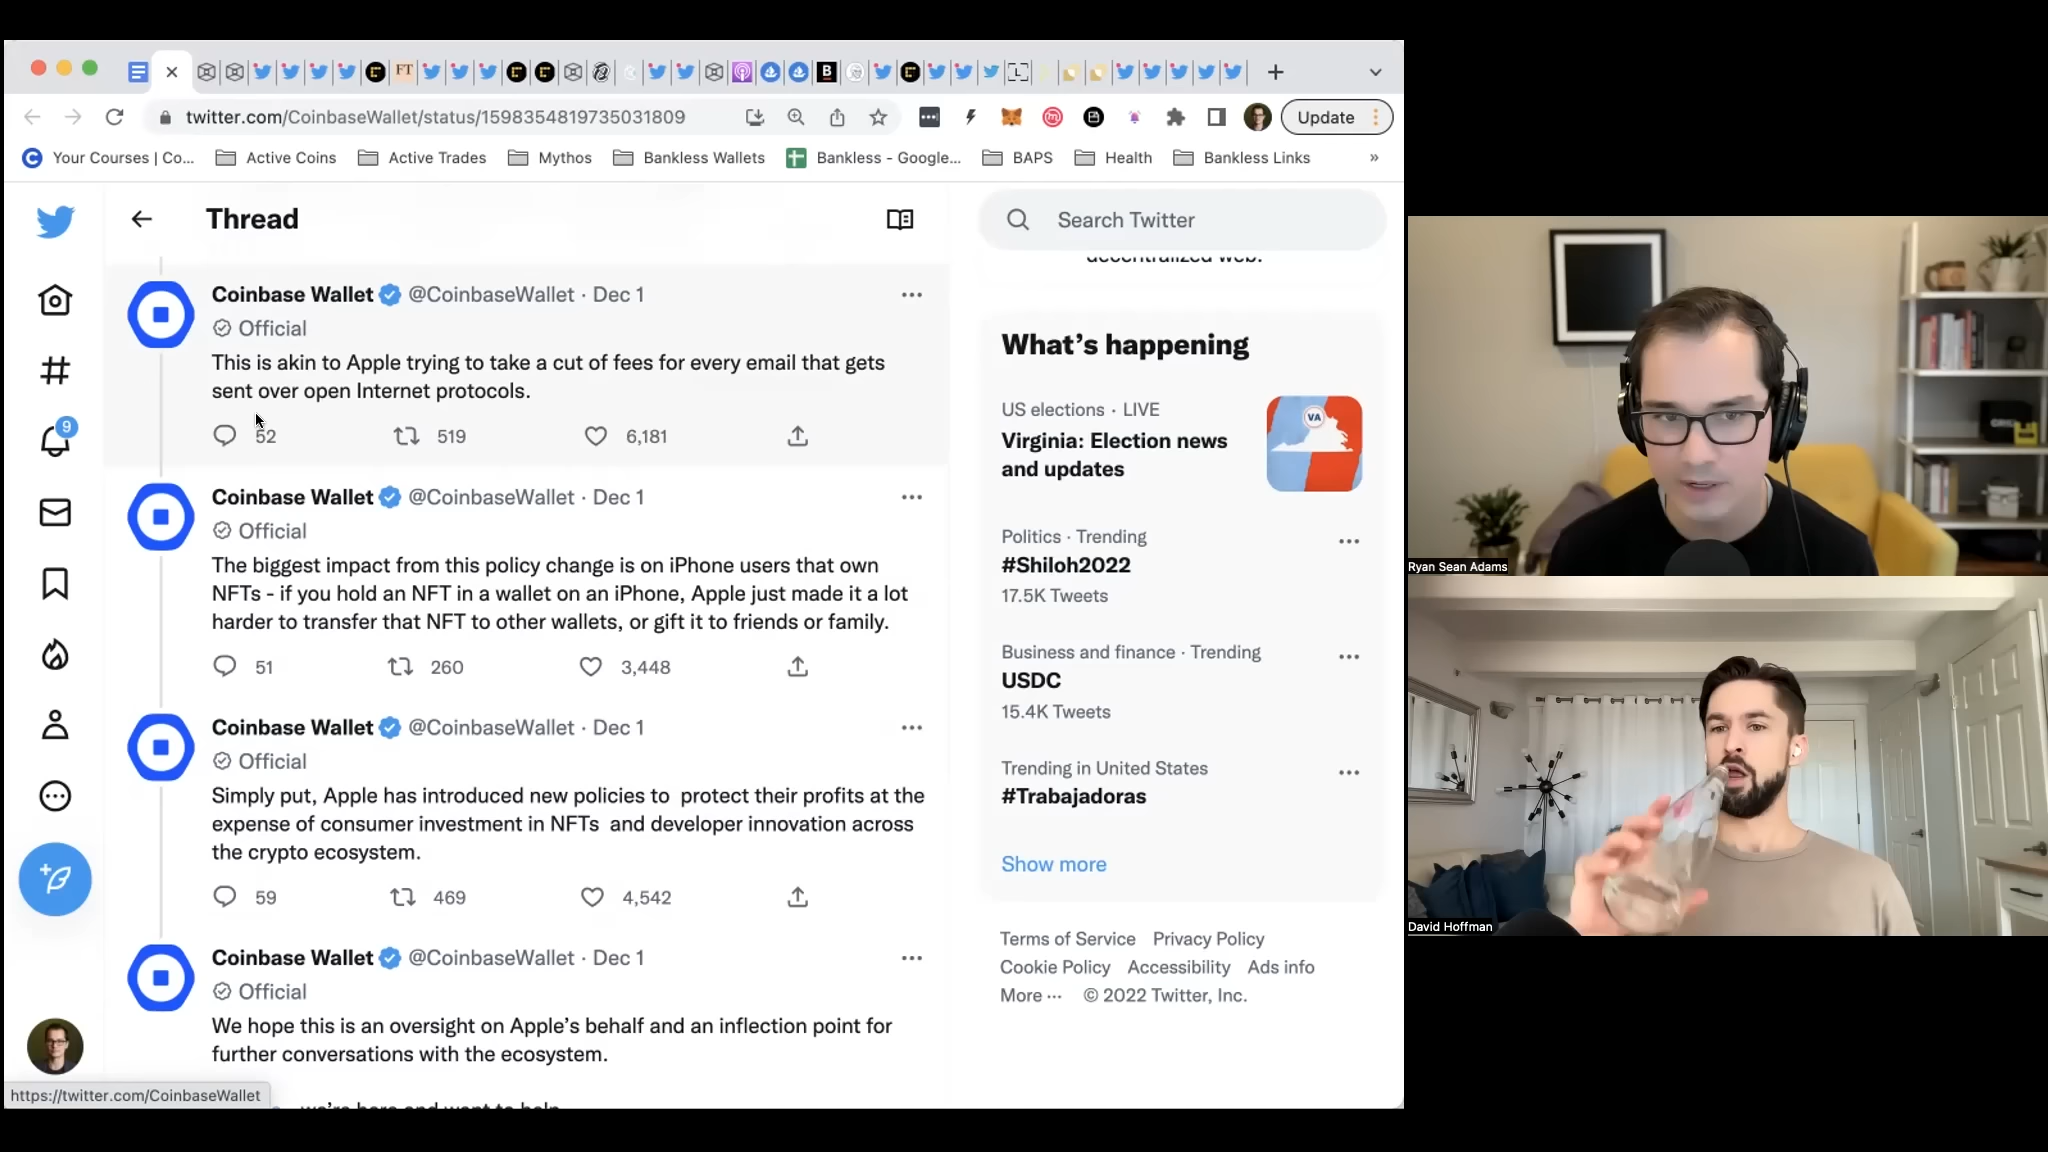 FT
B
[L]
twitter.com/CoinbaseWallet/status/1598354819735031809
Update
Your Courses | Co...
Active Coins
Active Trades
Mythos
Bankless Wallets
Bankless - Google...
BAPS
Health
Bankless Links
»
Thread
Search Twitter
decentralized web.
Coinbase Wallet @CoinbaseWallet · Dec 1
Official
This is akin to Apple trying to take a cut of fees for every email that gets
sent over open Internet protocols.
52 519 6,181
9
Coinbase Wallet @CoinbaseWallet · Dec 1
Official
The biggest impact from this policy change is on iPhone users that own
NFTs - if you hold an NFT in a wallet on an iPhone, Apple just made it a lot
harder to transfer that NFT to other wallets, or gift it to friends or family.
51 260 3,448
Coinbase Wallet @CoinbaseWallet · Dec 1
Official
Simply put, Apple has introduced new policies to protect their profits at the
expense of consumer investment in NFTs and developer innovation across
the crypto ecosystem.
59 469 4,542
Coinbase Wallet @CoinbaseWallet · Dec 1
Official
We hope this is an oversight on Apple's behalf and an inflection point for
further conversations with the ecosystem.
we're here and want to help
https://twitter.com/CoinbaseWallet
What's happening
US elections · LIVE
Virginia: Election news
and updates
VA
Politics · Trending
#Shiloh2022
17.5K Tweets
Business and finance · Trending
USDC
15.4K Tweets
Trending in United States
#Trabajadoras
Show more
Terms of Service Privacy Policy
Cookie Policy Accessibility Ads info
More ··· © 2022 Twitter, Inc.
Ryan Sean Adams
David Hoffman